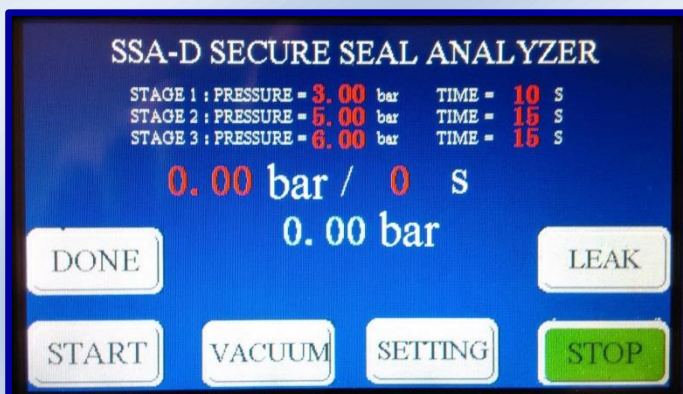 SSA-D SECURE SEAL ANALYZER
STAGE 1 : PRESSURE = 3.00 bar TIME = 10 S
STAGE 2 : PRESSURE = 5.00 bar TIME = 15 S
STAGE 3 : PRESSURE = 6.00 bar TIME = 15 S
0.00 bar / 0 S
0.00 bar
DONE LEAK
START VACUUM SETTING STOP